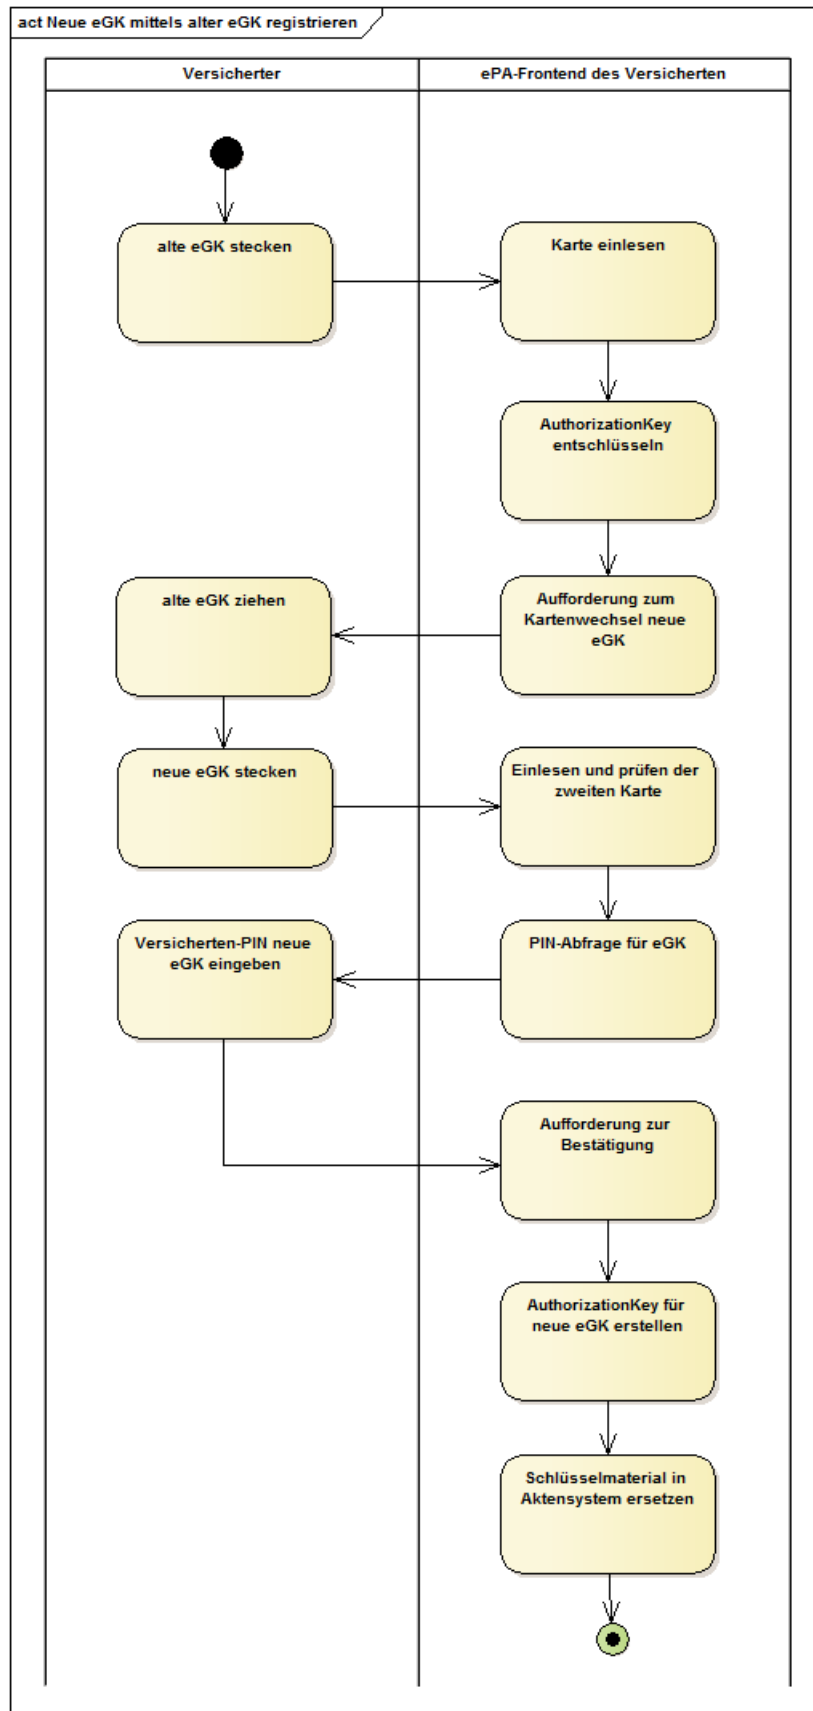 act Neue eGK mittels alter eGK registrieren
Versicherter
ePA-Frontend des Versicherten
alte eGK stecken
Karte einlesen
AuthorizationKey
entschlüsseln
Aufforderung zum
Kartenwechsel neue
eGK
alte eGK ziehen
neue eGK stecken
Einlesen und prüfen der
zweiten Karte
PIN-Abfrage für eGK
Versicherten-PIN neue
eGK eingeben
Aufforderung zur
Bestätigung
AuthorizationKey für
neue eGK erstellen
Schlüsselmaterial in
Aktensystem ersetzen